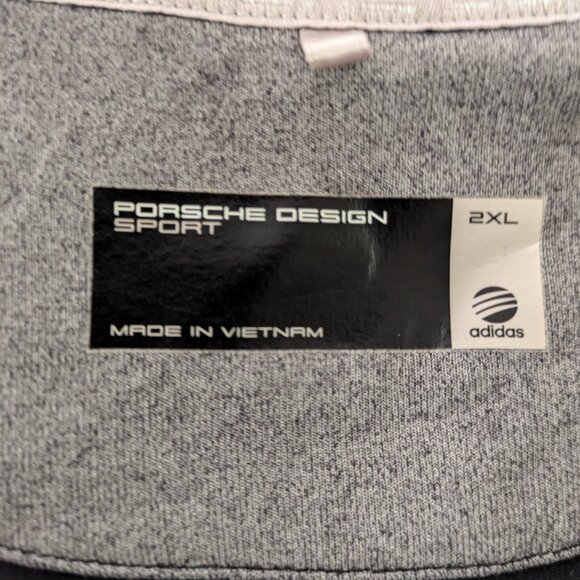 PORSCHE DESIGN
SPORT
MADE IN VIETNAM
2XL
adidas